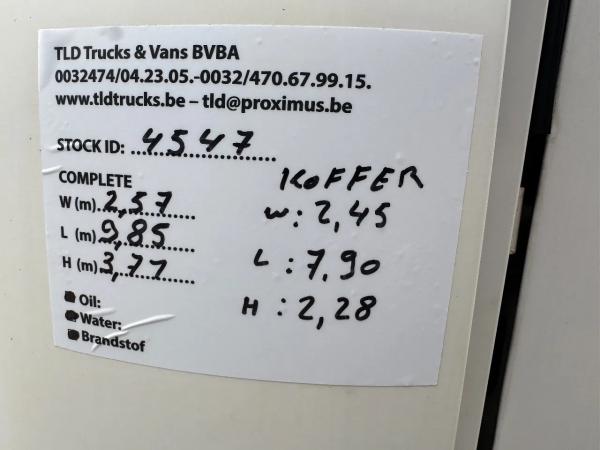 TLD Trucks & Vans BVBA
0032474/04.23.05.-0032/470.67.99.15.
www.tldtrucks.be – tld@proximus.be
STOCK ID: 4547
COMPLETE
W (m) 2,57
L (m) 9,85
H (m) 3,77
Oil:
Water:
Brandstof
KOFFER
W: 2,45
L: 7,90
H: 2,28